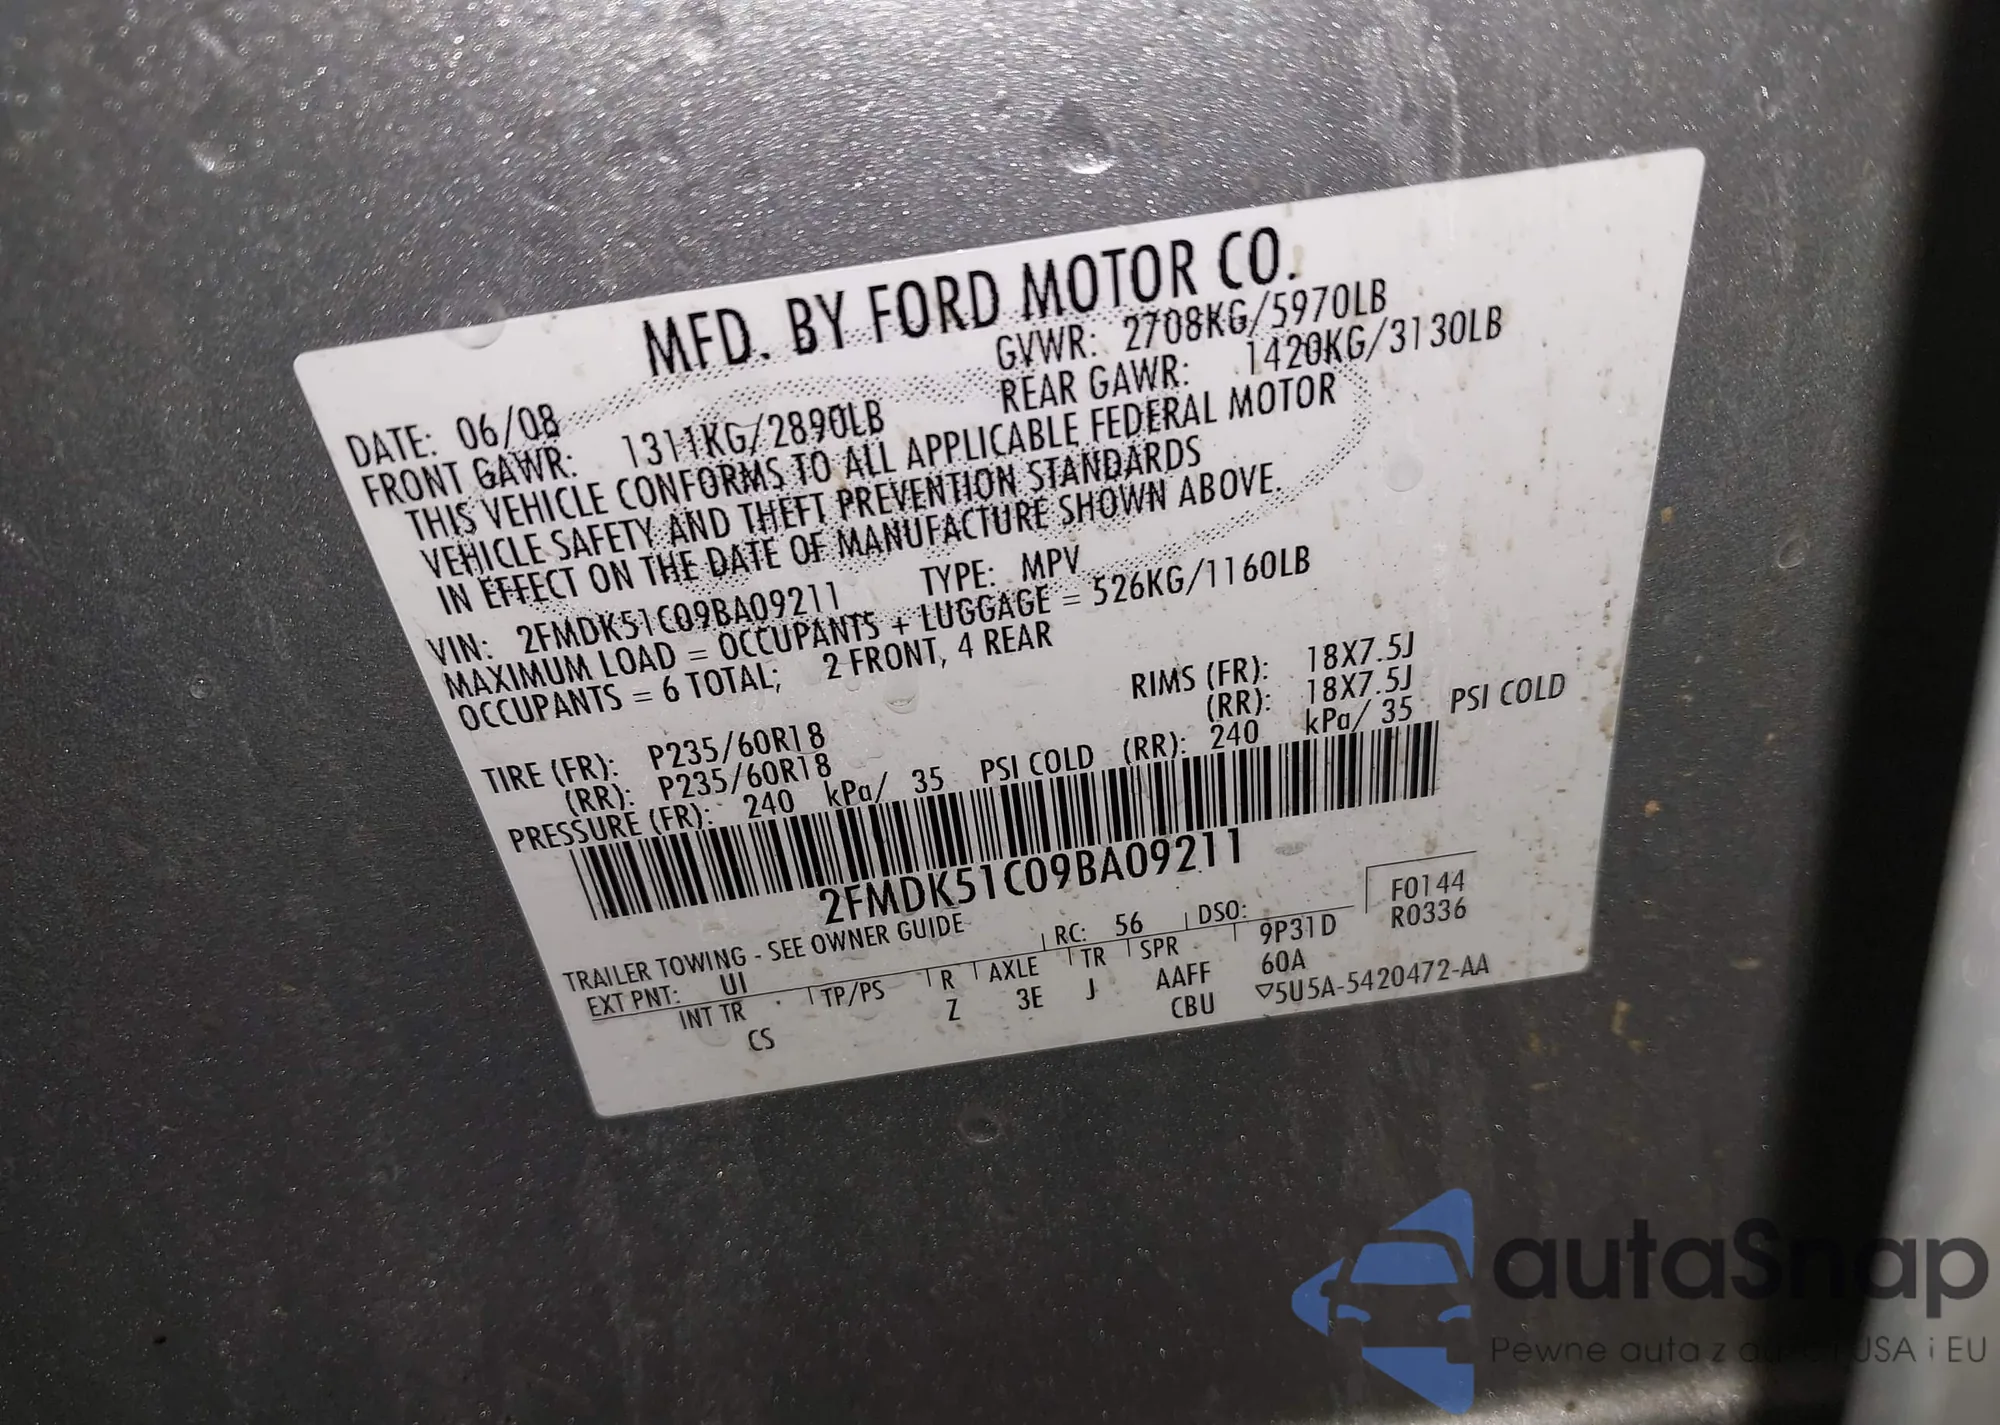 MFD. BY FORD MOTOR CO.
DATE: 06/08 GVWR: 2708KG/5970LB
FRONT GAWR: 1311KG/2890LB REAR GAWR: 1420KG/3130LB
THIS VEHICLE CONFORMS TO ALL APPLICABLE FEDERAL MOTOR
VEHICLE SAFETY AND THEFT PREVENTION STANDARDS
IN EFFECT ON THE DATE OF MANUFACTURE SHOWN ABOVE.
VIN: 2FMDK51C09BA09211 TYPE: MPV
MAXIMUM LOAD = OCCUPANTS + LUGGAGE = 526KG/1160LB
OCCUPANTS = 6 TOTAL; 2 FRONT, 4 REAR
TIRE (FR): P235/60R18 RIMS (FR): 18X7.5J
(RR): P235/60R18 (RR): 18X7.5J
PRESSURE (FR): 240 kPa/ 35 PSI COLD (RR): 240 kPa/ 35 PSI COLD
2FMDK51C09BA09211
TRAILER TOWING - SEE OWNER GUIDE
F0144
R0336
EXT PNT: UI RC: 56 DSO:
INT TR TP/PS R AXLE TR SPR 9P31D
CS Z 3E J AAFF 60A
CBU ▽5U5A-5420472-AA
autaSnap
Pewne auta z USA i EU